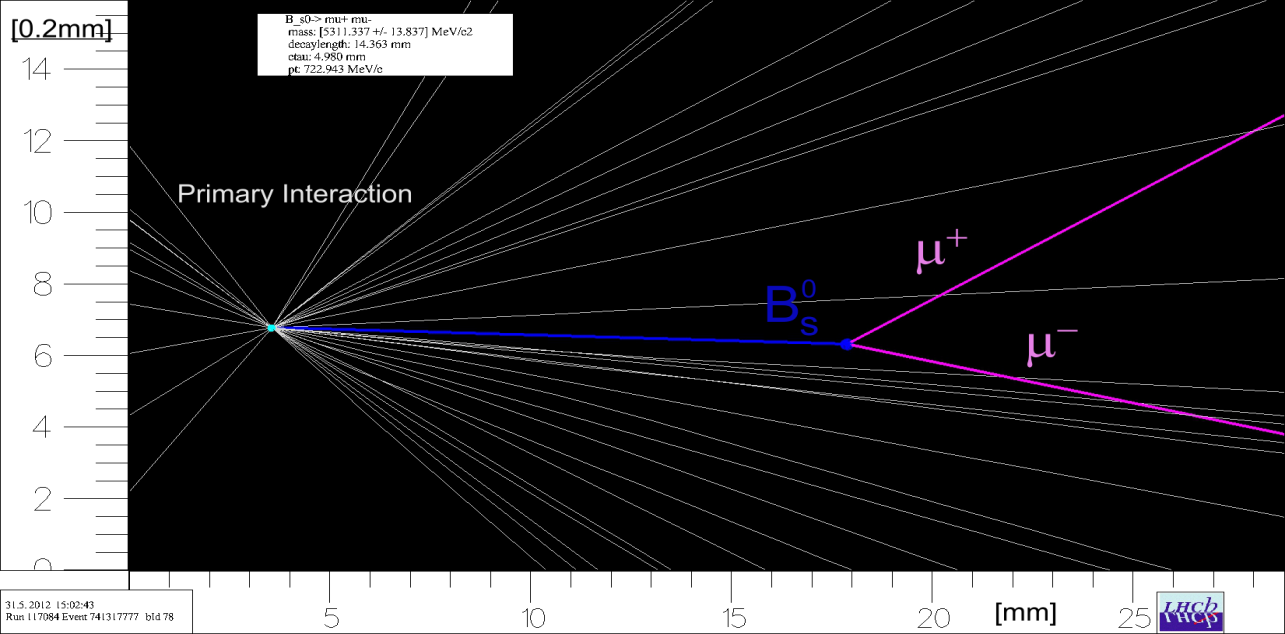 [0.2mm]
B_s0-> mu+ mu-
mass: [5311.337 +/- 13.837] MeV/c2
decaylength: 14.363 mm
ctau: 4.980 mm
pt: 722.943 MeV/c
14
12
Primary Interaction
10
μ+
8
B0s
μ−
6
4
2
0
31.5.2012 15:02:43
Run 117084 Event 741317777 bId 78
5
10
15
20
[mm]
25
LHCb